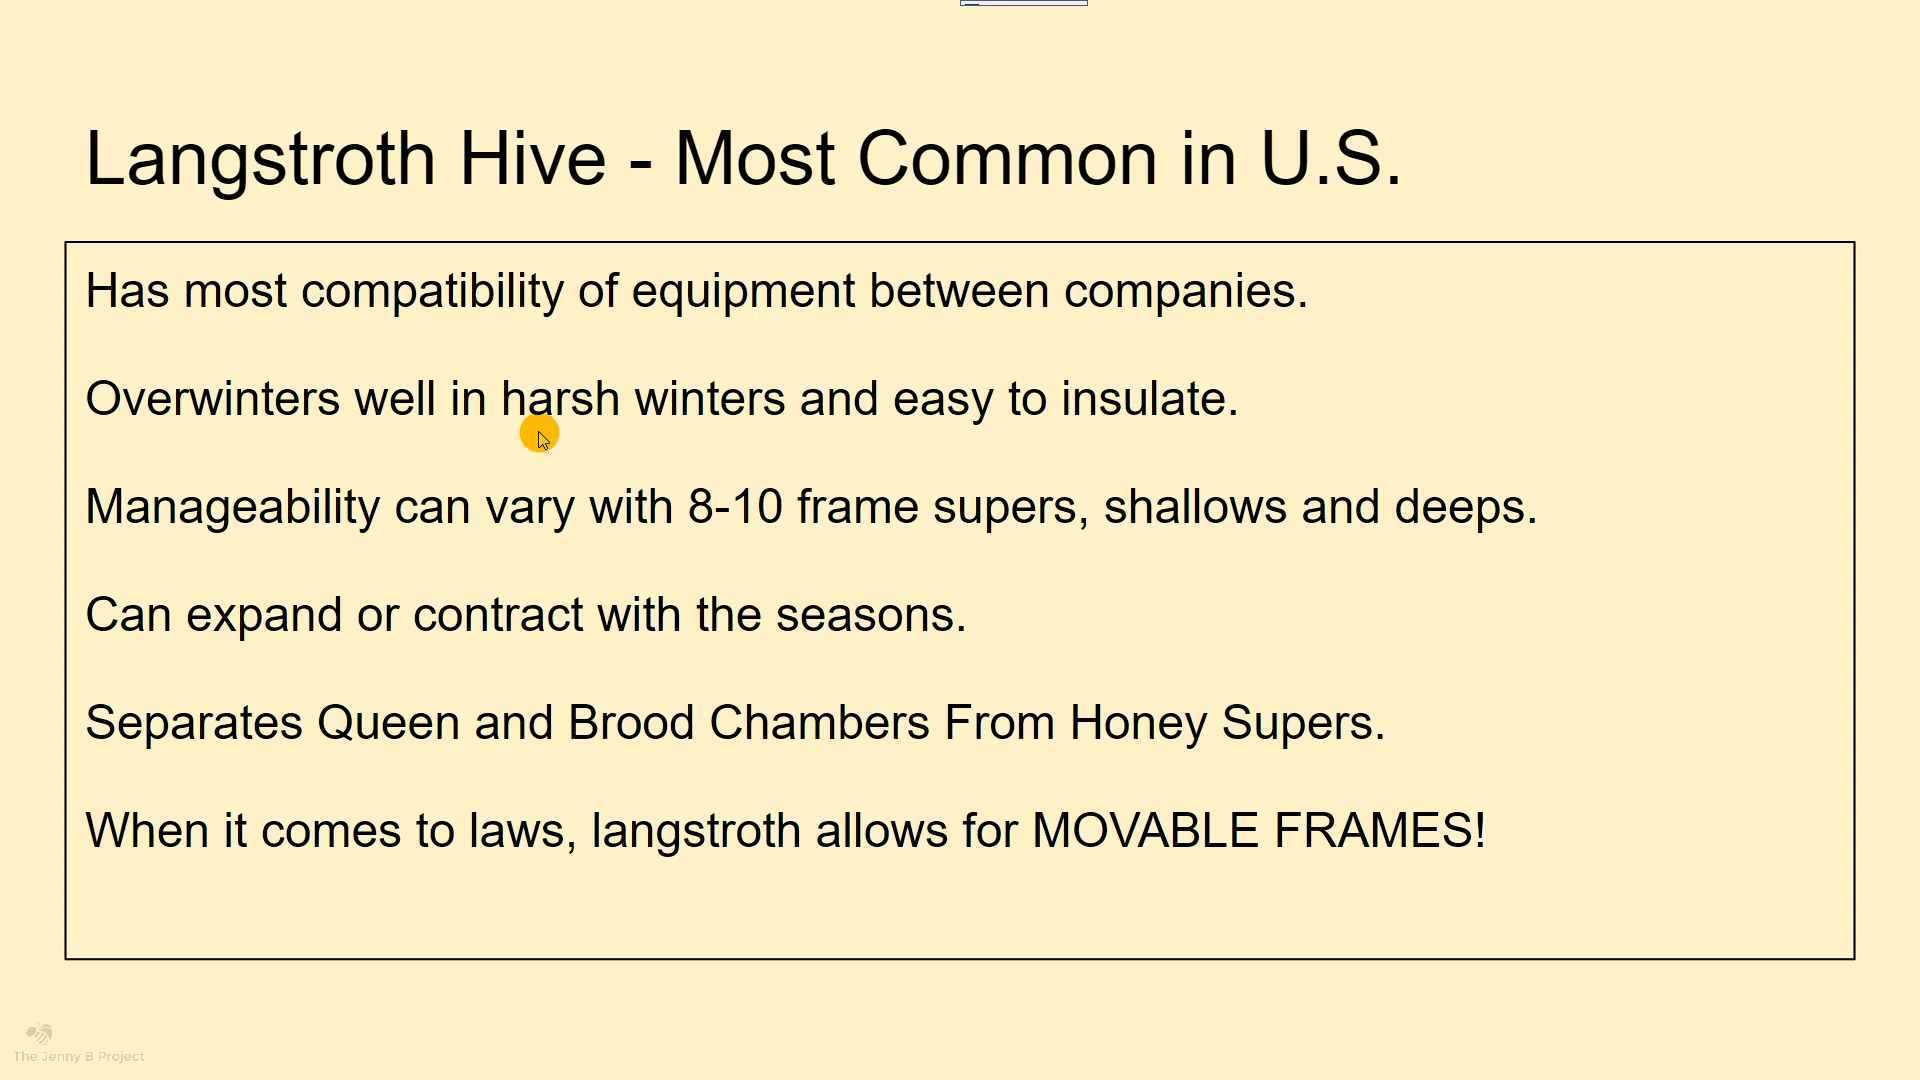 Langstroth Hive - Most Common in U.S.
Has most compatibility of equipment between companies.
Overwinters well in harsh winters and easy to insulate.
Manageability can vary with 8-10 frame supers, shallows and deeps.
Can expand or contract with the seasons.
Separates Queen and Brood Chambers From Honey Supers.
When it comes to laws, langstroth allows for MOVABLE FRAMES!
The Jenny B Project